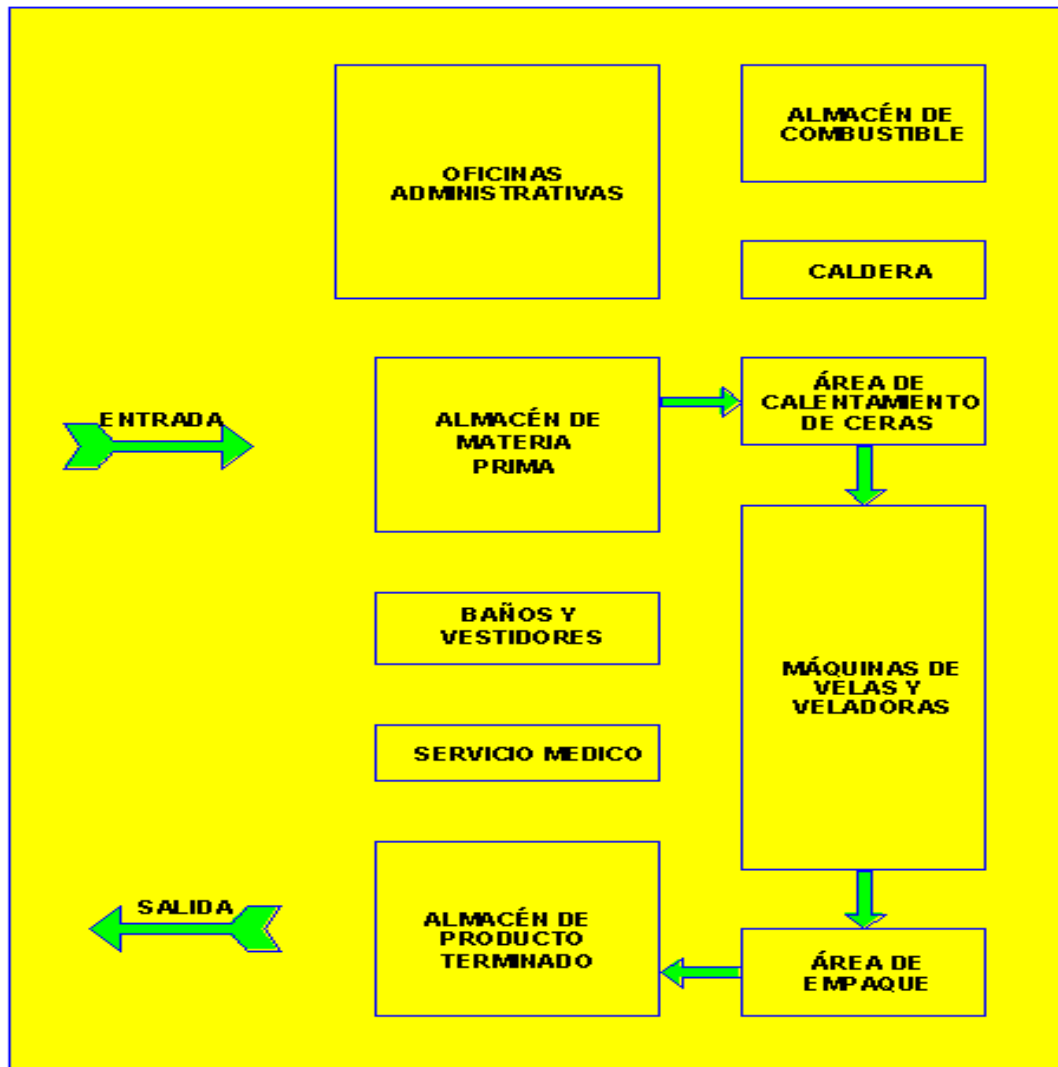 OFICINAS
ADMINISTRATIVAS
ALMACÉN DE
COMBUSTIBLE
CALDERA
ENTRADA
ALMACÉN DE
MATERIA
PRIMA
ÁREA DE
CALENTAMIENTO
DE CERAS
BAÑOS Y
VESTIDORES
MÁQUINAS DE
VELAS Y
VELADORAS
SERVICIO MEDICO
SALIDA
ALMACÉN DE
PRODUCTO
TERMINADO
ÁREA DE
EMPAQUE